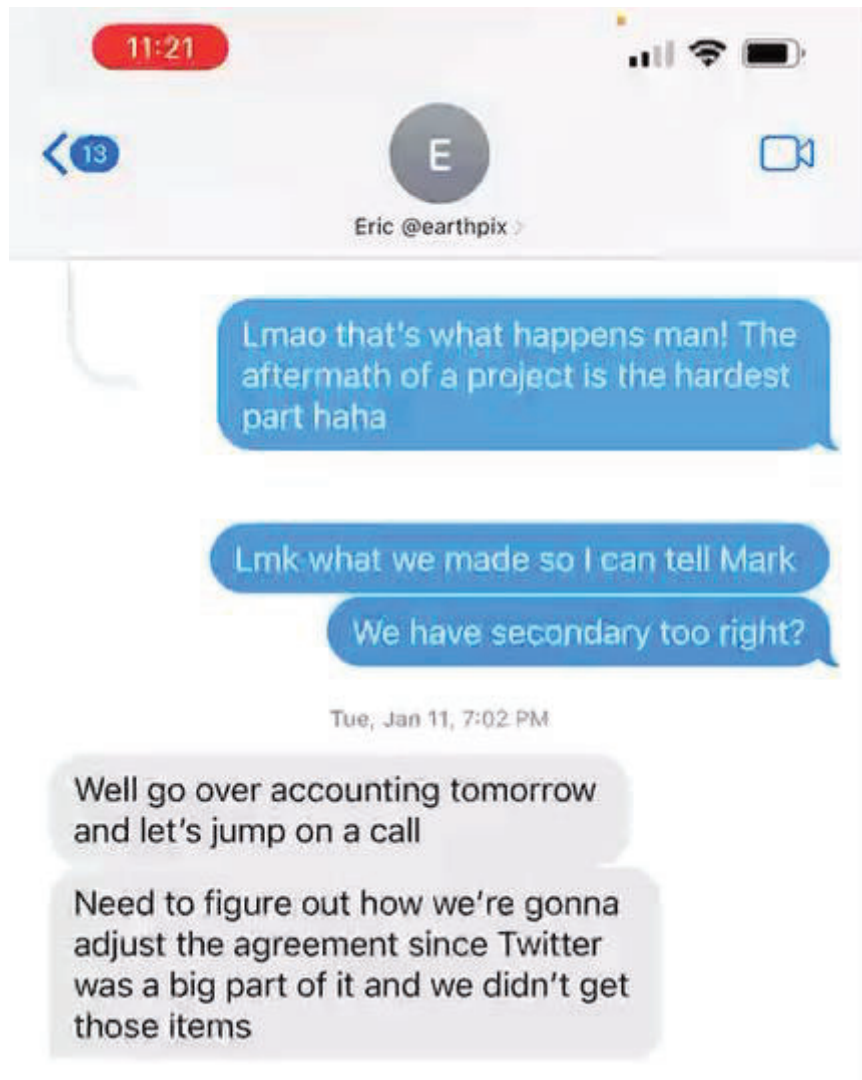 11:21
13
E
Eric @earthpix >
Lmao that's what happens man! The
aftermath of a project is the hardest
part haha
Lmk what we made so I can tell Mark
We have secondary too right?
Tue, Jan 11, 7:02 PM
Well go over accounting tomorrow
and let's jump on a call
Need to figure out how we're gonna
adjust the agreement since Twitter
was a big part of it and we didn't get
those items